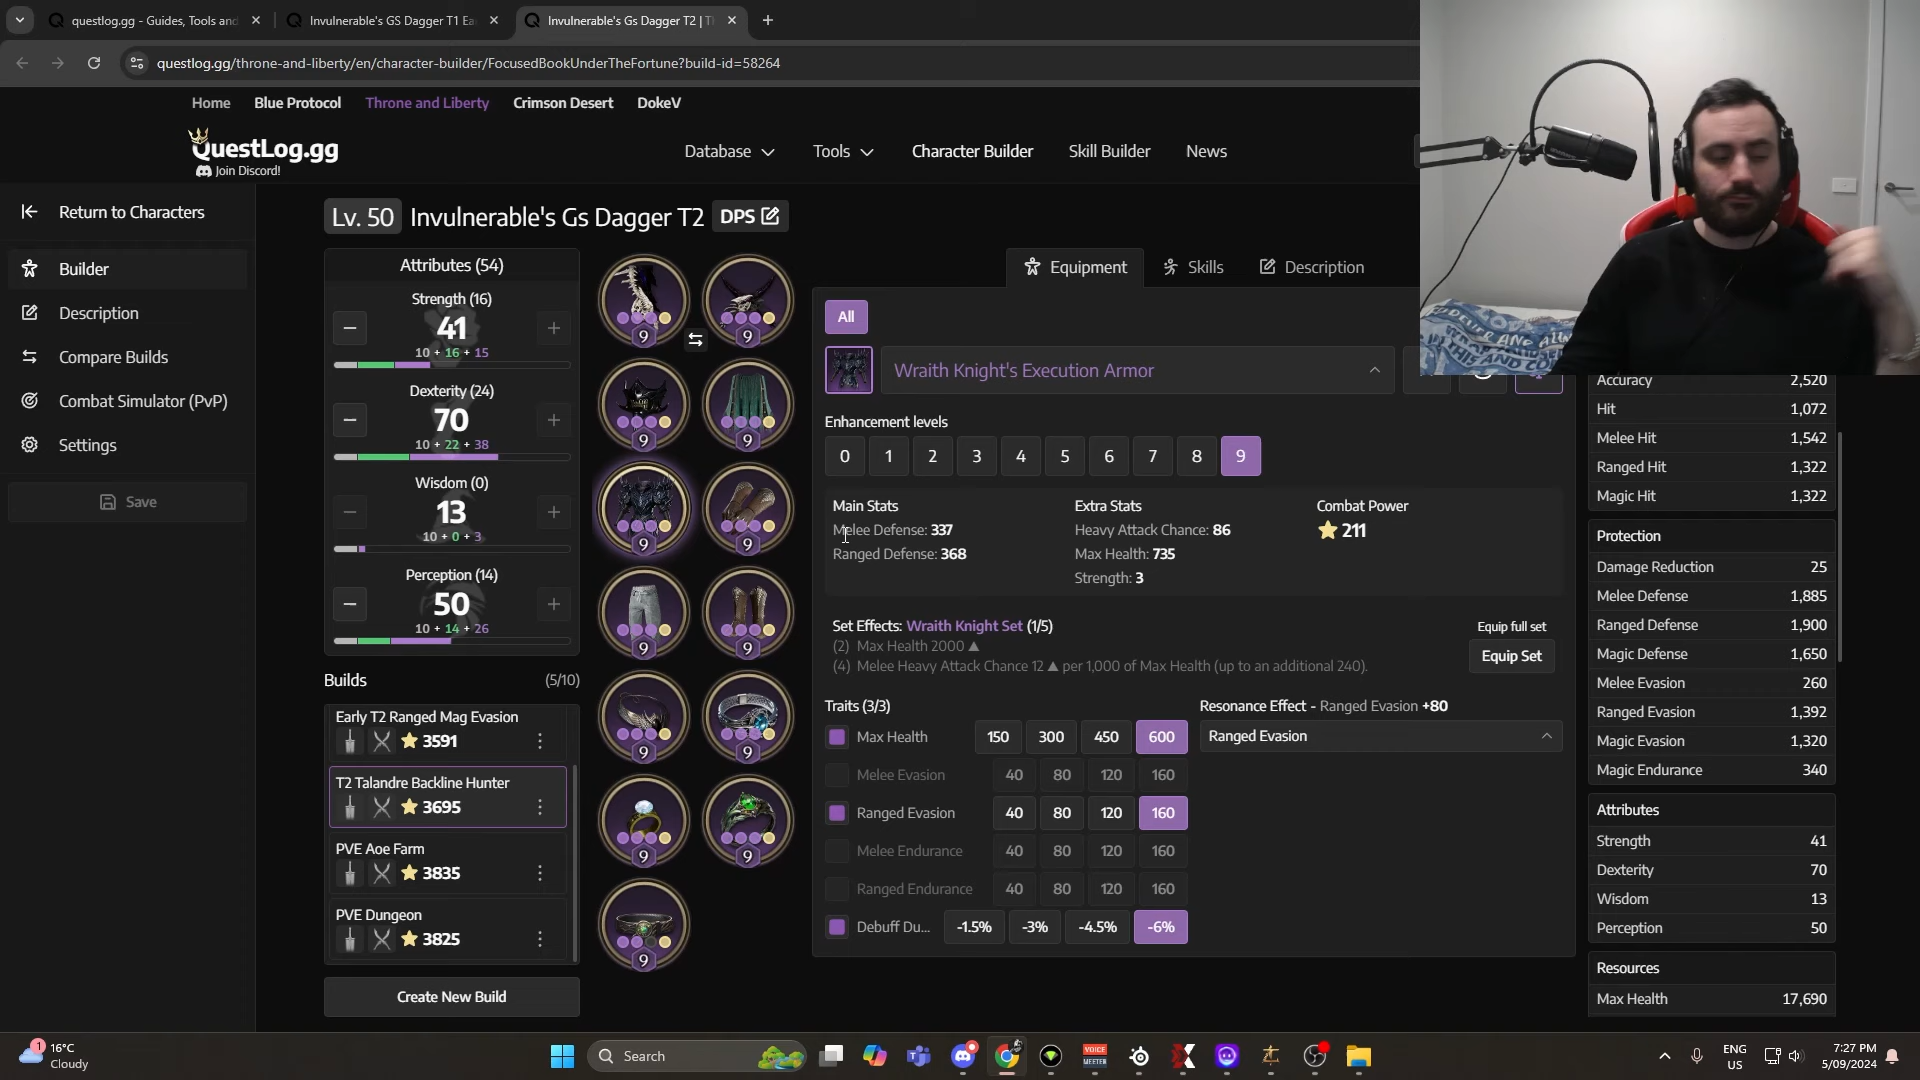 questlog.gg - Guides, Tools and
Invulnerable's GS Dagger T1 Ea
Invulnerable's Gs Dagger T2 | T
questlog.gg/throne-and-liberty/en/character-builder/FocusedBookUnderTheFortune?build-id=58264
Home Blue Protocol Throne and Liberty Crimson Desert DokeV
QuestLog.gg
Join Discord!
Database Tools Character Builder Skill Builder News
Return to Characters
Builder
Description
Compare Builds
Combat Simulator (PvP)
Settings
Save
Lv. 50 Invulnerable's Gs Dagger T2 DPS
Attributes (54)
Strength (16)
41
10 + 16 + 15
Dexterity (24)
70
10 + 22 + 38
Wisdom (0)
13
10 + 0 + 3
Perception (14)
50
10 + 14 + 26
Builds (5/10)
Early T2 Ranged Mag Evasion
3591
T2 Talandre Backline Hunter
3695
PVE Aoe Farm
3835
PVE Dungeon
3825
Create New Build
9 9
9 9
9 9
9 9
9 9
9 9
9
Equipment Skills Description
All
Wraith Knight's Execution Armor
Enhancement levels
0 1 2 3 4 5 6 7 8 9
Main Stats Extra Stats Combat Power
Melee Defense: 337 Heavy Attack Chance: 86 211
Ranged Defense: 368 Max Health: 735
Strength: 3
Set Effects: Wraith Knight Set (1/5) Equip full set
(2) Max Health 2000 ▲
(4) Melee Heavy Attack Chance 12 ▲ per 1,000 of Max Health (up to an additional 240).
Equip Set
Traits (3/3) Resonance Effect - Ranged Evasion +80
Max Health 150 300 450 600 Ranged Evasion
Melee Evasion 40 80 120 160
Ranged Evasion 40 80 120 160
Melee Endurance 40 80 120 160
Ranged Endurance 40 80 120 160
Debuff Du... -1.5% -3% -4.5% -6%
Accuracy 2,520
Hit 1,072
Melee Hit 1,542
Ranged Hit 1,322
Magic Hit 1,322
Protection
Damage Reduction 25
Melee Defense 1,885
Ranged Defense 1,900
Magic Defense 1,650
Melee Evasion 260
Ranged Evasion 1,392
Magic Evasion 1,320
Magic Endurance 340
Attributes
Strength 41
Dexterity 70
Wisdom 13
Perception 50
Resources
Max Health 17,690
1
16°C
Cloudy
Search
VOICE
MEETER
ENG
US
7:27 PM
5/09/2024